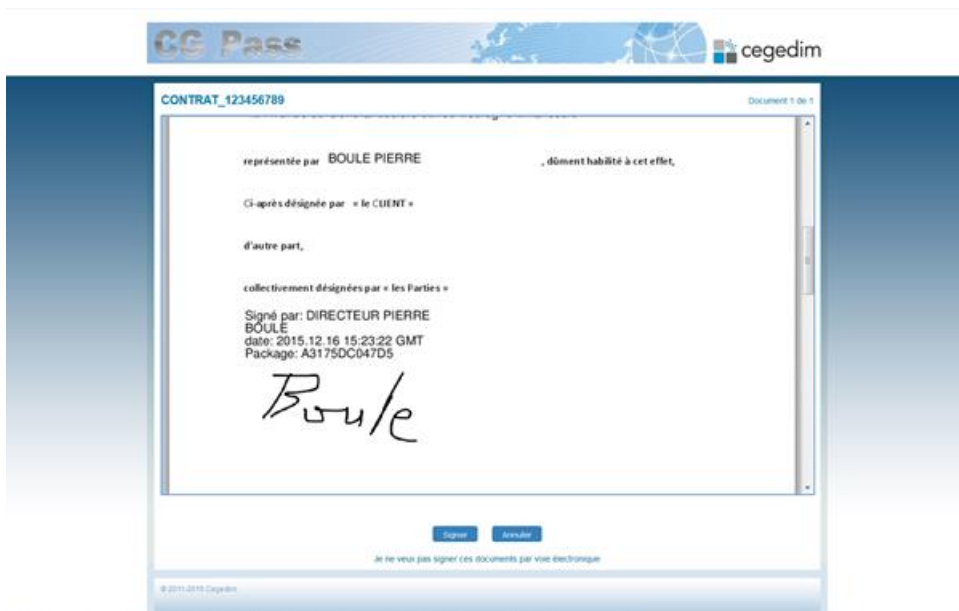 CG Pass
cegedim
CONTRAT_123456789
Document 1 de 1
représentée par BOULE PIERRE , dûment habilité à cet effet,
Ci-après désignée par « le CLIENT »
d'autre part,
collectivement désignées par « les Parties »
Signé par: DIRECTEUR PIERRE
BOULE
date: 2015.12.16 15:23:22 GMT
Package: A3175DC047D5
Boule
Signer Annuler
Je ne veux pas signer ces documents par voie électronique
© 2011-2015 Cegedim